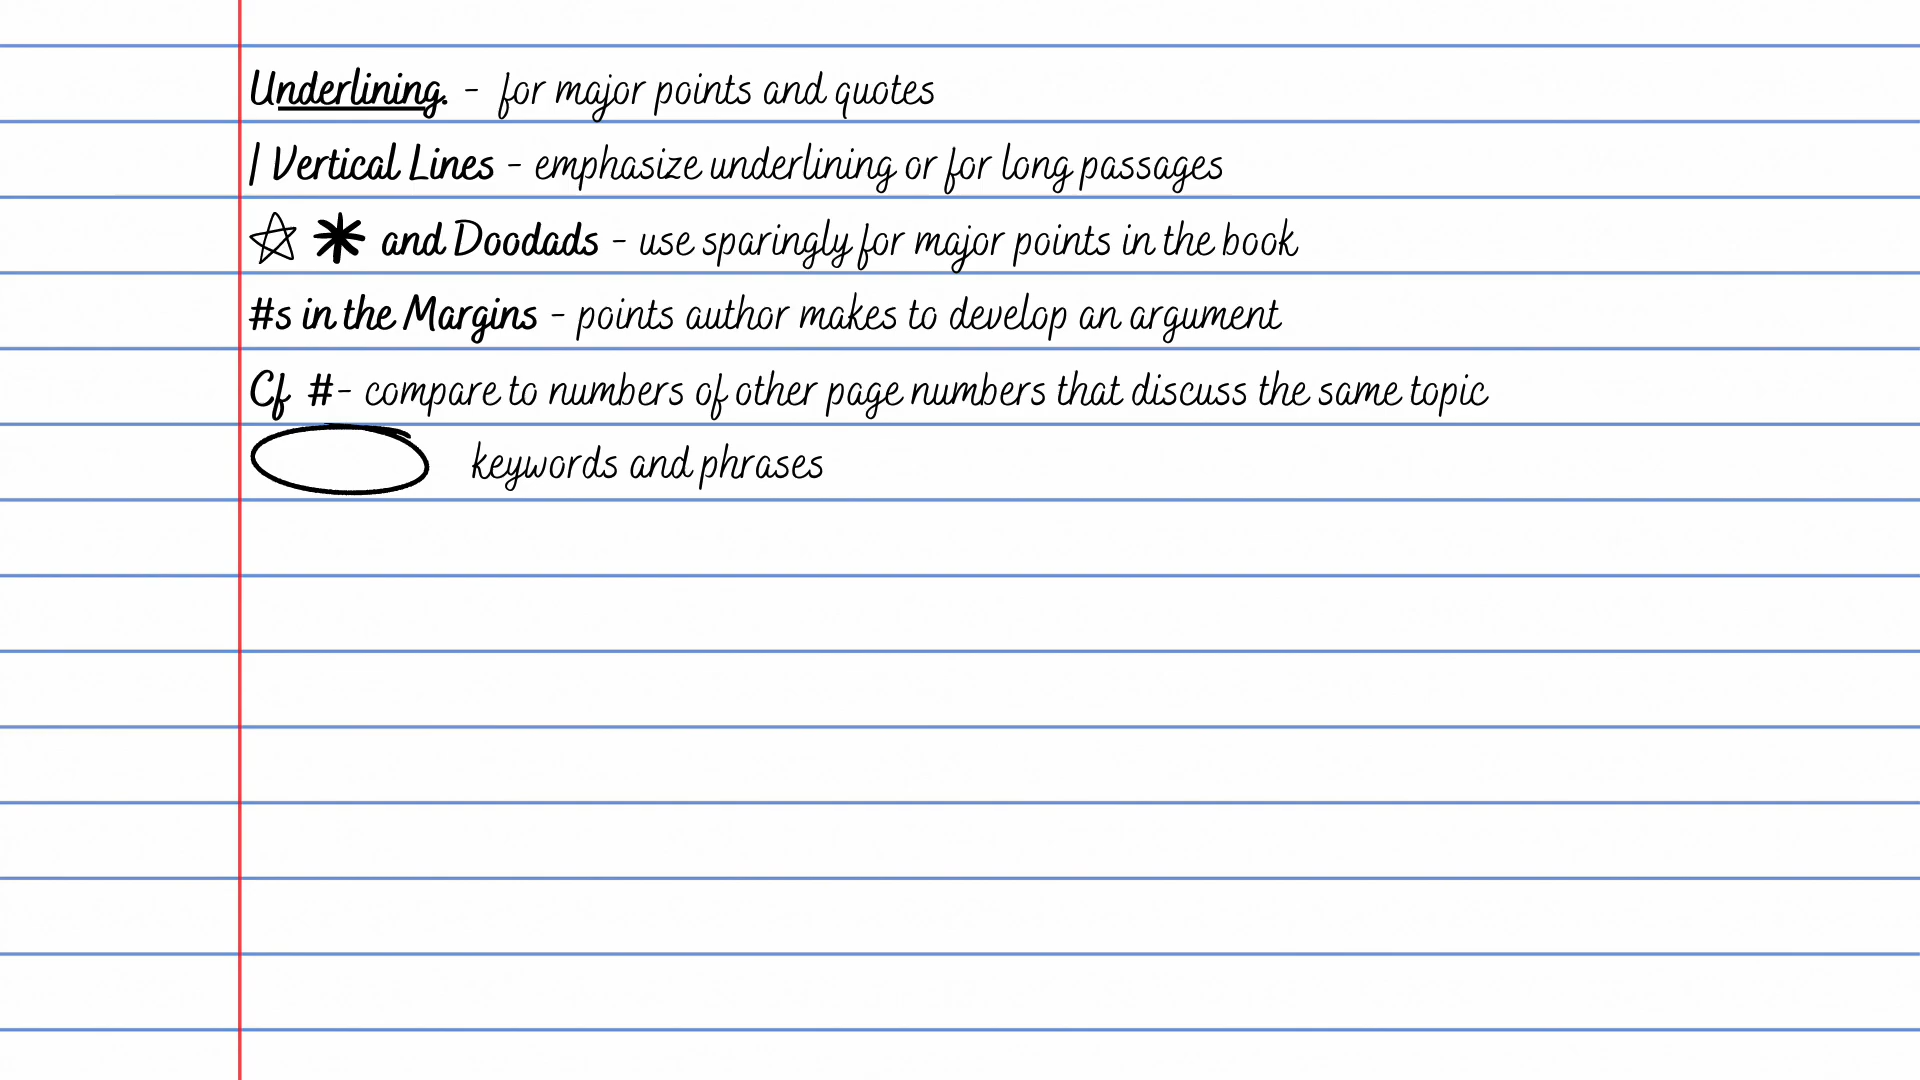 Underlining. - for major points and quotes
| Vertical Lines - emphasize underlining or for long passages
☆ * and Doodads - use sparingly for major points in the book
#s in the Margins - points author makes to develop an argument
Cf # - compare to numbers of other page numbers that discuss the same topic
keywords and phrases